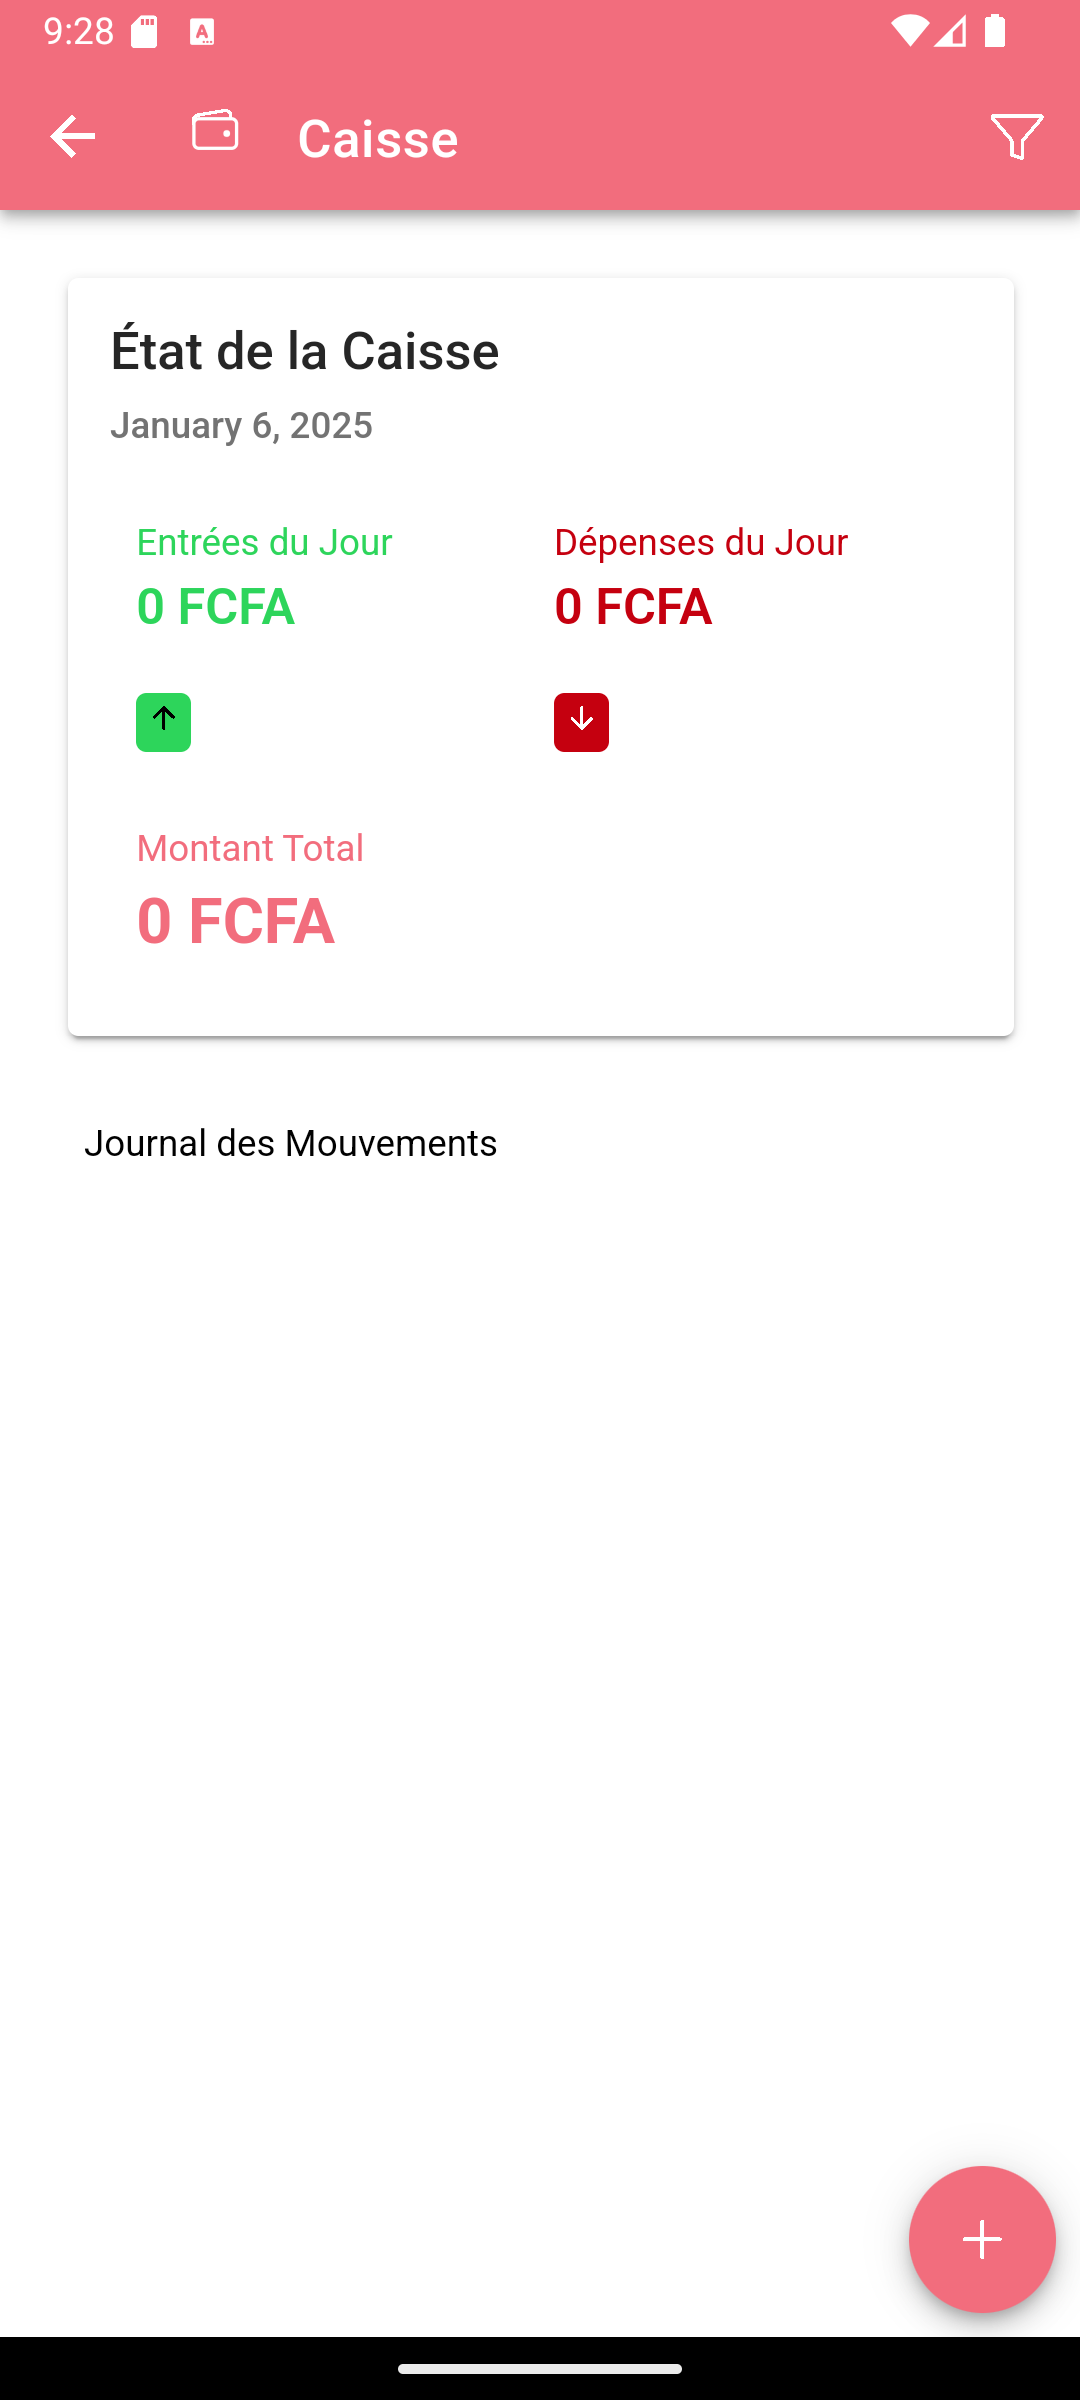 9:28
Caisse
État de la Caisse
January 6, 2025
Entrées du Jour
Dépenses du Jour
0 FCFA
0 FCFA
Montant Total
0 FCFA
Journal des Mouvements